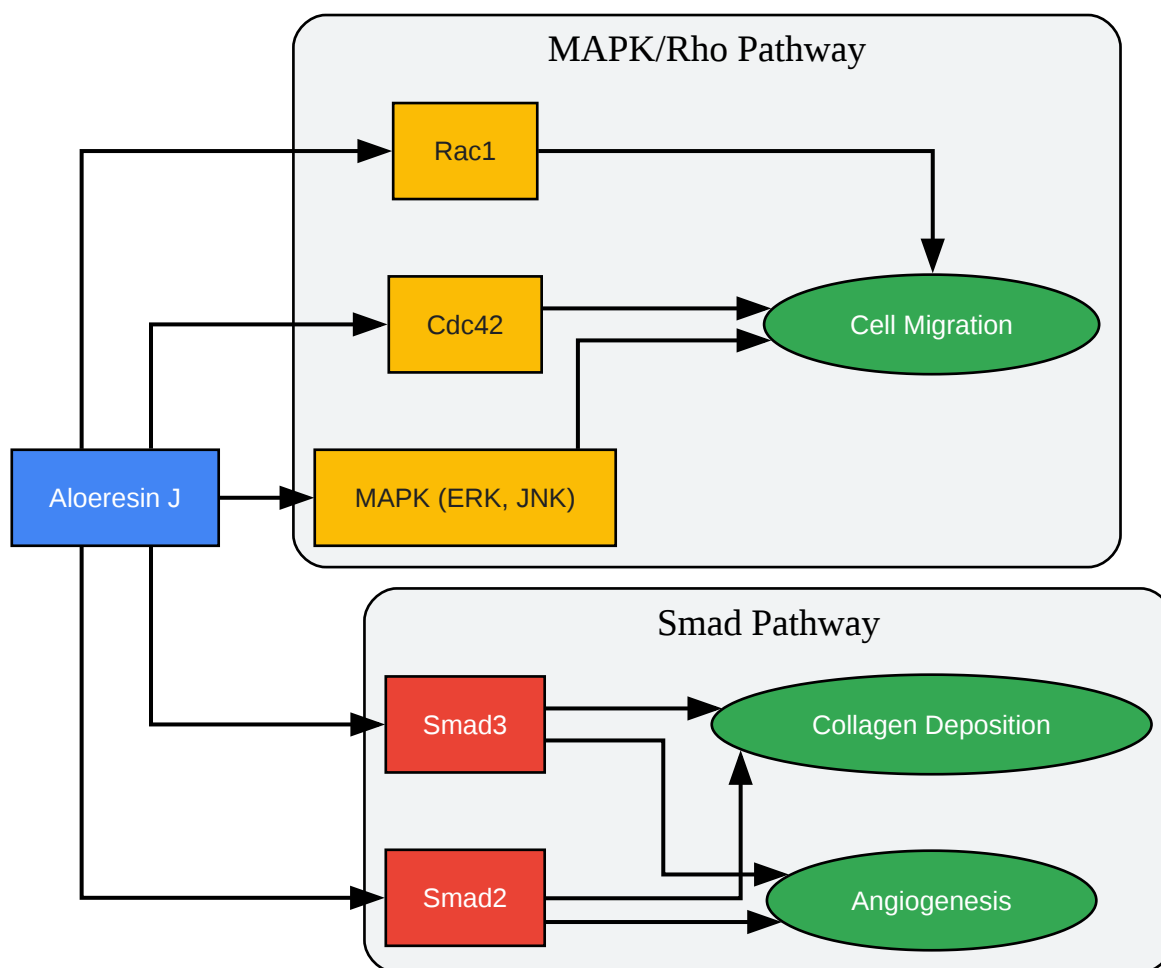 MAPK/Rho Pathway
Rac1
Cdc42
Cell Migration
Aloeresin J
MAPK (ERK, JNK)
Smad Pathway
Smad3
Collagen Deposition
Smad2
Angiogenesis